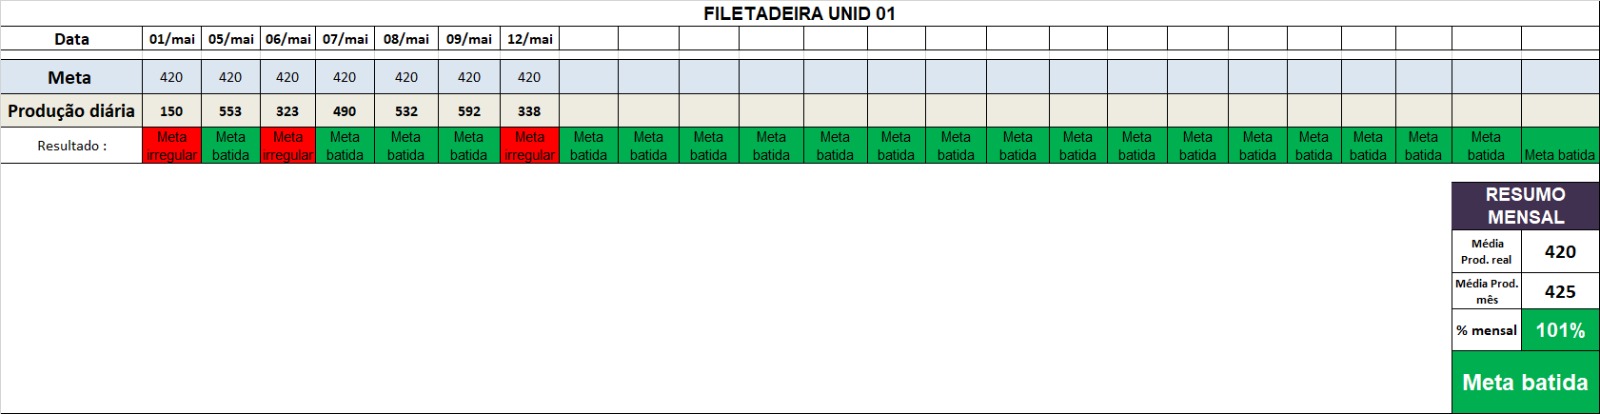 FILETADEIRA UNID 01
Data 01/mai 05/mai 06/mai 07/mai 08/mai 09/mai 12/mai
Meta 420 420 420 420 420 420 420
Produção diária 150 553 323 490 532 592 338
Resultado : Meta irregular Meta batida Meta irregular Meta batida Meta batida Meta batida Meta irregular Meta batida Meta batida Meta batida Meta batida Meta batida Meta batida Meta batida Meta batida Meta batida Meta batida Meta batida Meta batida Meta batida Meta batida Meta batida Meta batida Meta batida
RESUMO
MENSAL
Média
Prod. real 420
Média Prod.
mês 425
% mensal 101%
Meta batida